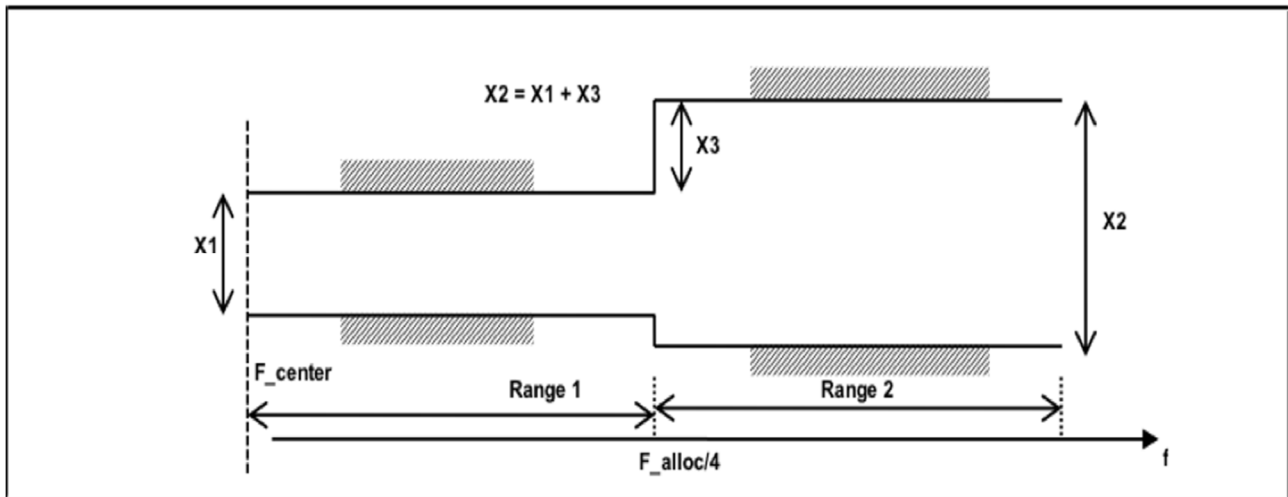 X2 = X1 + X3
X3
X1
X2
F_center
Range 1
Range 2
F_alloc/4
f